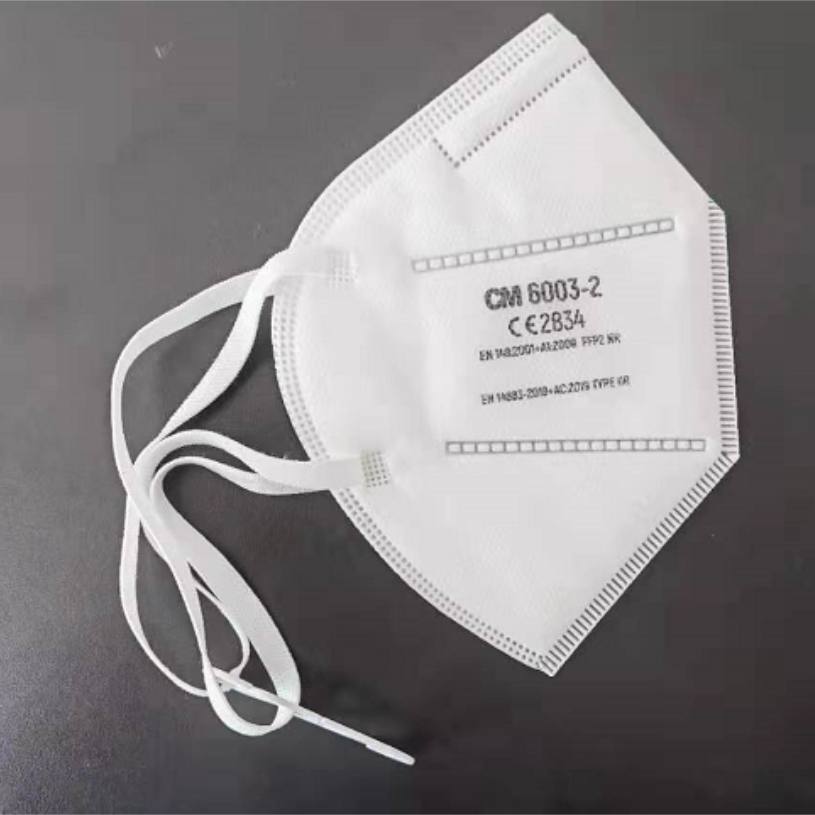 CM 6003-2
CE2834
EN 149:2001+A1:2009 FFP2 NR
EN 14683-2019+AC:2019 TYPE IIR